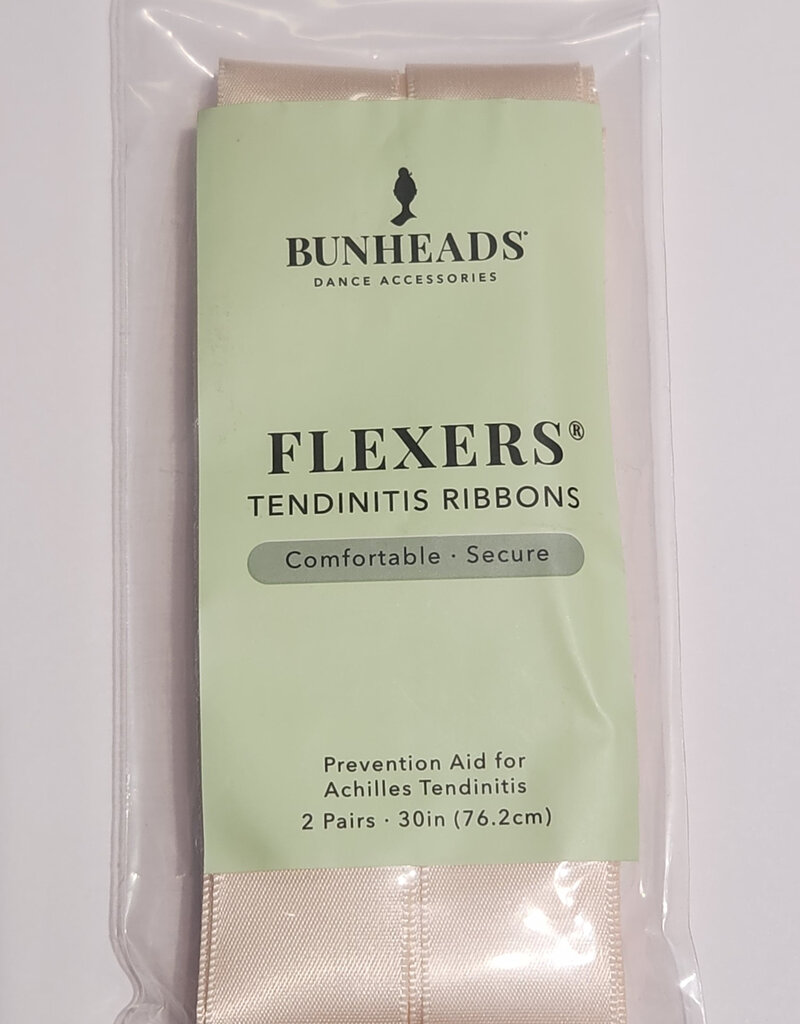 BUNHEADS®
DANCE ACCESSORIES
FLEXERS®
TENDINITIS RIBBONS
Comfortable · Secure
Prevention Aid for
Achilles Tendinitis
2 Pairs · 30in (76.2cm)